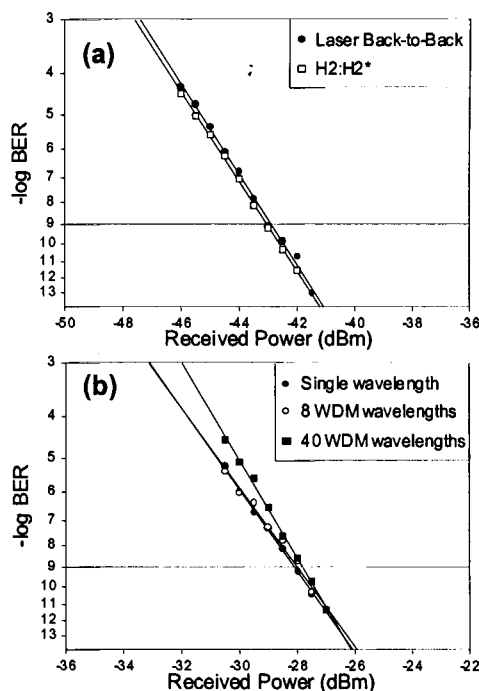 3
4
5
6
7
8
9
10
11
12
13
-log BER
(a)
Laser Back-to-Back
H2:H2*
-50 -48 -46 -44 -42 -40 -38 -36
Received Power (dBm)
3
4
5
6
7
8
9
10
11
12
13
-log BER
(b)
Single wavelength
8 WDM wavelengths
40 WDM wavelengths
-36 -34 -32 -30 -28 -26 -24 -22
Received Power (dBm)